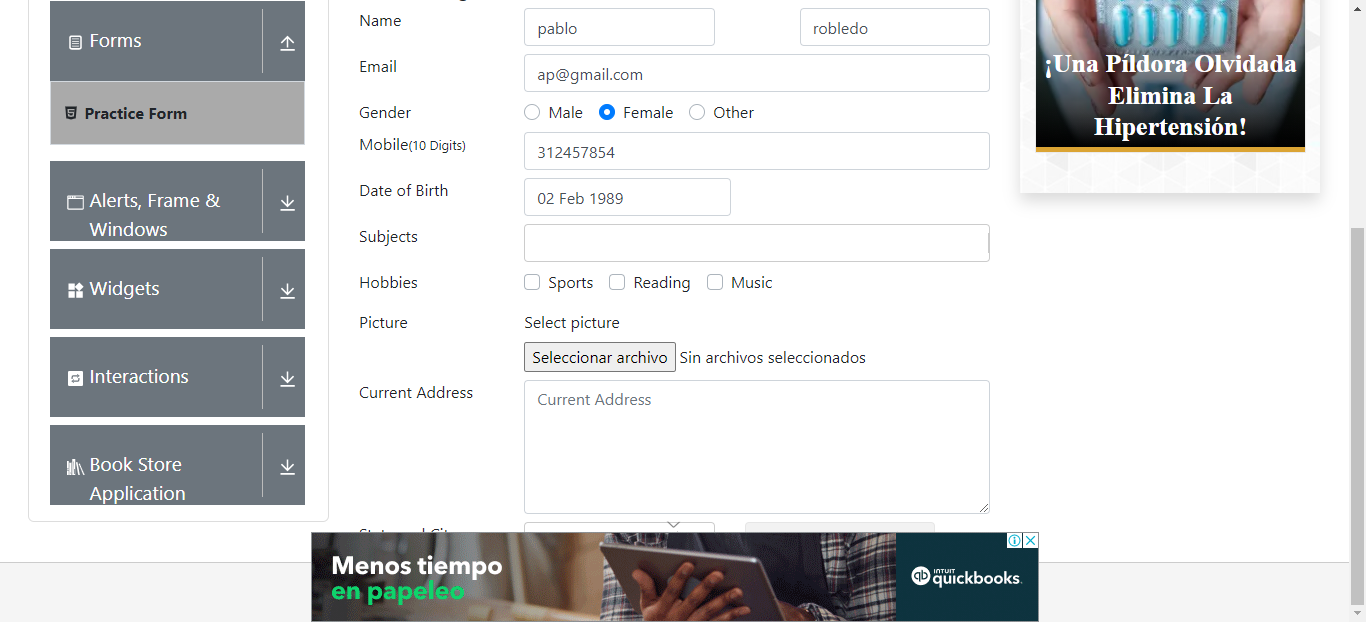 Forms
Practice Form
Alerts, Frame &
Windows
Widgets
Interactions
Book Store
Application
Name
pablo
robledo
Email
ap@gmail.com
Gender
Male
Female
Other
Mobile(10 Digits)
312457854
Date of Birth
02 Feb 1989
Subjects
Hobbies
Sports
Reading
Music
Picture
Select picture
Seleccionar archivo Sin archivos seleccionados
Current Address
Current Address
¡Una Píldora Olvidada
Elimina La
Hipertensión!
Menos tiempo
en papeleo
INTUIT
quickbooks.